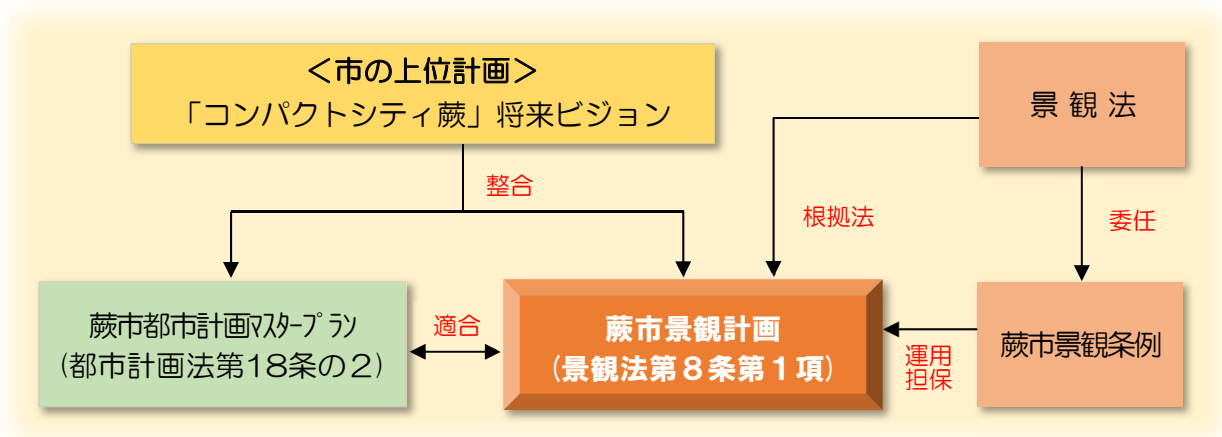 ＜市の上位計画＞
「コンパクトシティ蕨」将来ビジョン
景 観 法
整合
根拠法
委任
蕨市都市計画ﾏｽﾀｰﾌﾟﾗﾝ
(都市計画法第18条の２)
適合
蕨市景観計画
(景観法第８条第１項)
運用
担保
蕨市景観条例